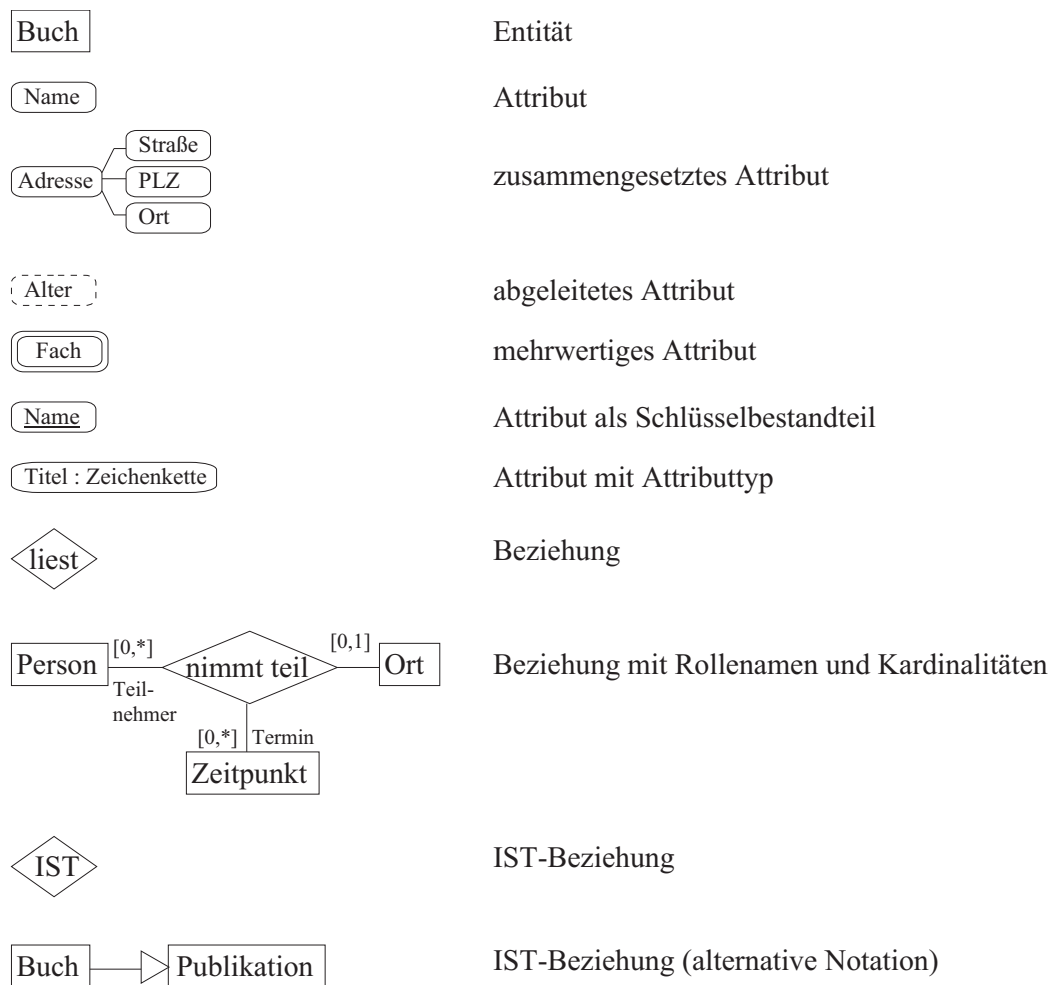 Buch Entität
Name Attribut
Straße
Adresse PLZ zusammengesetztes Attribut
Ort
Alter abgeleitetes Attribut
Fach mehrwertiges Attribut
Name Attribut als Schlüsselbestandteil
Titel : Zeichenkette Attribut mit Attributtyp
liest Beziehung
[0,*] [0,1]
Person nimmt teil Ort Beziehung mit Rollenamen und Kardinalitäten
Teil-
nehmer
[0,*] Termin
Zeitpunkt
IST IST-Beziehung
Buch Publikation IST-Beziehung (alternative Notation)